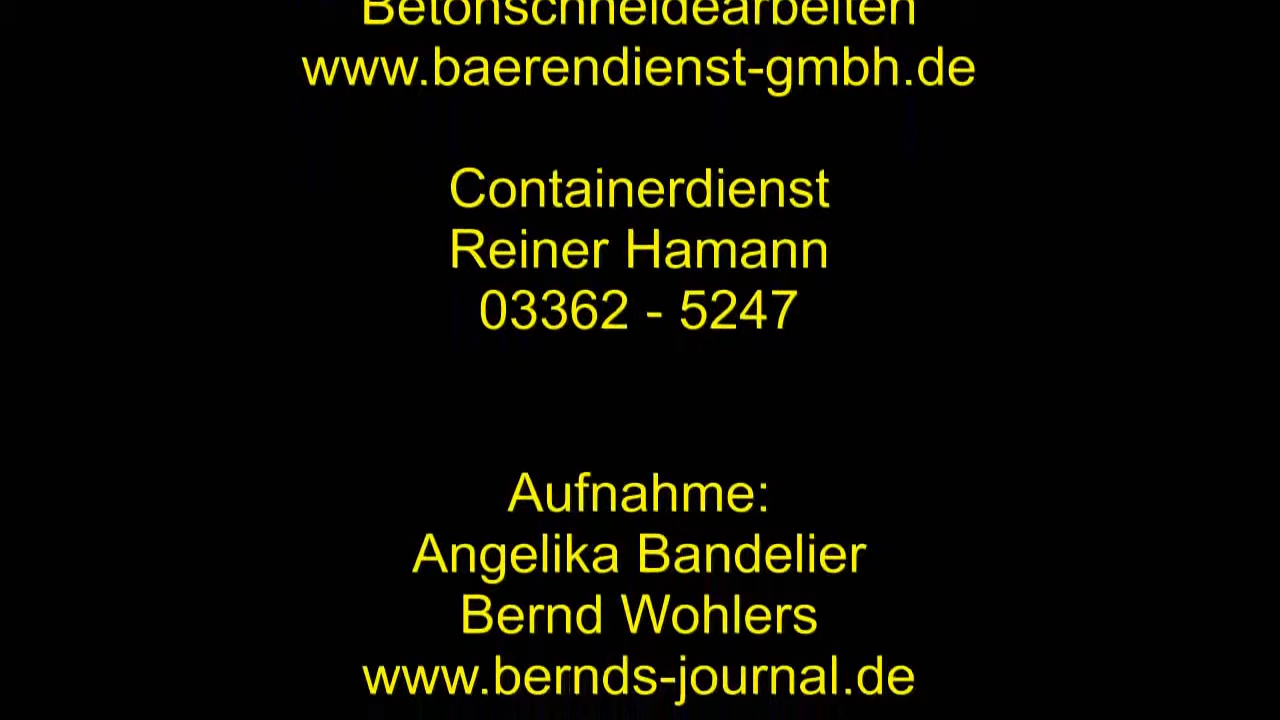 Betonschneidearbeiten
www.baerendienst-gmbh.de
Containerdienst
Reiner Hamann
03362 - 5247
Aufnahme:
Angelika Bandelier
Bernd Wohlers
www.bernds-journal.de